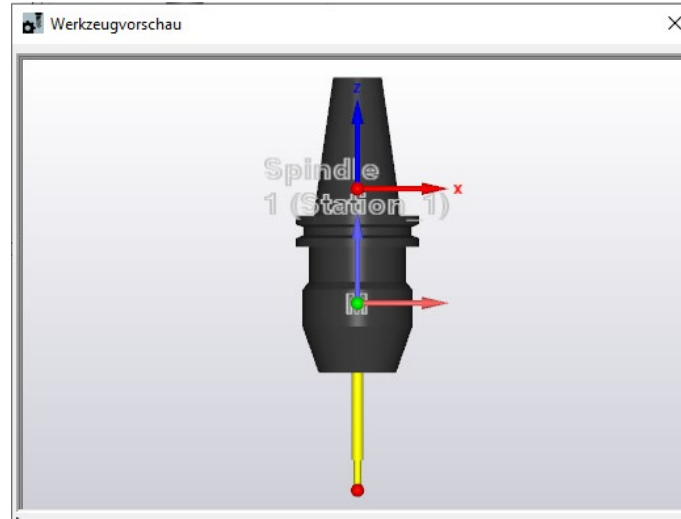 Werkzeugvorschau
Z
Spindle
X
1 (Station_1)
M